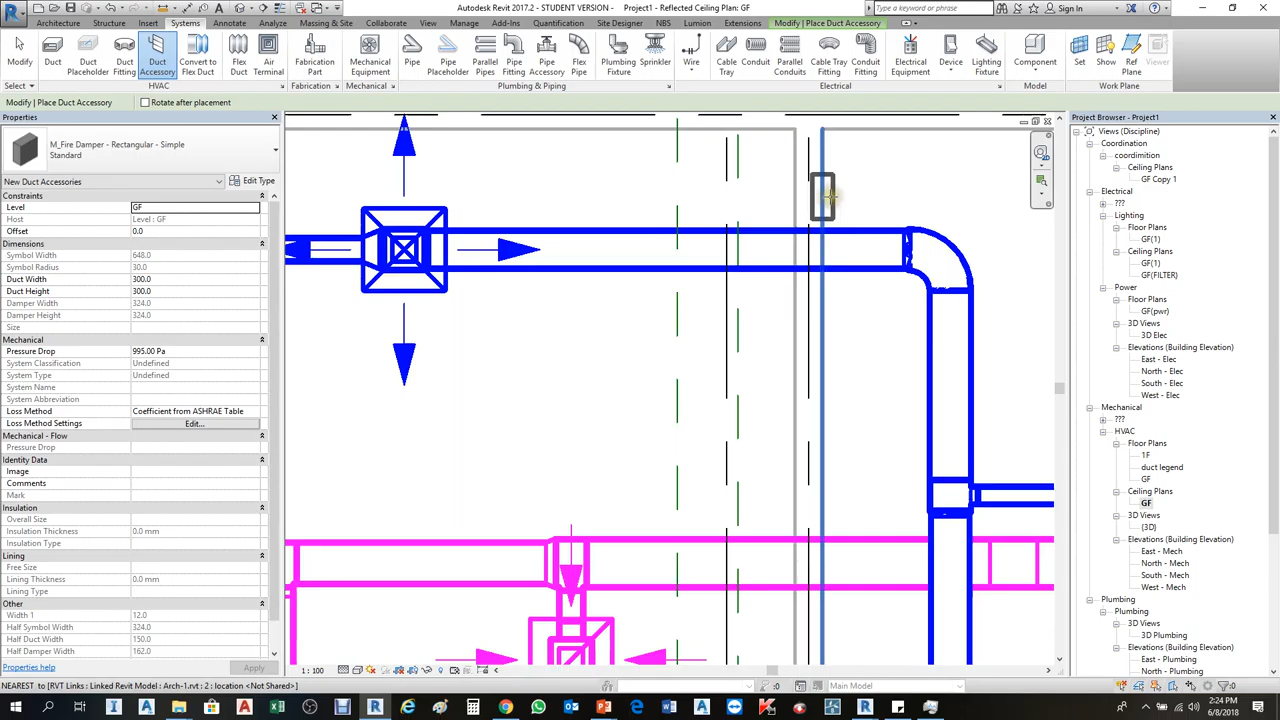 Autodesk Revit 2017.2 - STUDENT VERSION - Project1 - Reflected Ceiling Plan: GF
Type a keyword or phrase
Sign In
Architecture Structure Insert Systems Annotate Analyze Massing & Site Collaborate View Manage Add-Ins Quantification Site Designer NBS Lumion Extensions Modify | Place Duct Accessory
Modify Duct Duct Placeholder Duct Fitting Duct Accessory Convert to Flex Duct Flex Duct Air Terminal Fabrication Part Mechanical Equipment Pipe Pipe Placeholder Parallel Pipes Pipe Fitting Pipe Accessory Flex Pipe Plumbing Fixture Sprinkler Wire Cable Tray Conduit Parallel Conduits Cable Tray Fitting Conduit Fitting Electrical Equipment Device Lighting Fixture Component Set Show Ref Plane Viewer
Select HVAC Fabrication Mechanical Plumbing & Piping Electrical Model Work Plane
Modify | Place Duct Accessory Rotate after placement
Properties
M_Fire Damper - Rectangular - Simple
Standard
New Duct Accessories Edit Type
Constraints
Level GF
Host Level : GF
Offset 0.0
Dimensions
Symbol Width 648.0
Symbol Radius 30.0
Duct Width 300.0
Duct Height 300.0
Damper Width 324.0
Damper Height 324.0
Size
Mechanical
Pressure Drop 995.00 Pa
System Classification Undefined
System Type Undefined
System Name
System Abbreviation
Loss Method Coefficient from ASHRAE Table
Loss Method Settings Edit...
Mechanical - Flow
Pressure Drop
Identity Data
Image
Comments
Mark
Insulation
Overall Size
Insulation Thickness 0.0 mm
Insulation Type
Lining
Free Size
Lining Thickness 0.0 mm
Lining Type
Other
Width 1 12.0
Half Symbol Width 324.0
Half Duct Width 150.0
Half Damper Width 162.0
Properties help Apply
1 : 100
Project Browser - Project1
Views (Discipline)
Coordination
coordimition
Ceiling Plans
GF Copy 1
Electrical
???
Lighting
Floor Plans
GF(1)
Ceiling Plans
GF(1)
GF(FILTER)
Power
Floor Plans
GF(pwr)
3D Views
3D Elec
Elevations (Building Elevation)
East - Elec
North - Elec
South - Elec
West - Elec
Mechanical
???
HVAC
Floor Plans
1F
duct legend
GF
Ceiling Plans
GF
3D Views
{3D}
Elevations (Building Elevation)
East - Mech
North - Mech
South - Mech
West - Mech
Plumbing
Plumbing
3D Views
3D Plumbing
Elevations (Building Elevation)
East - Plumbing
North - Plumbing
South - Plumbing
NEAREST to [RVT Links : Linked Revit Model : Arch-1.rvt : 2 : location <Not Shared>] :0 Main Model :0
2:24 PM
6/8/2018